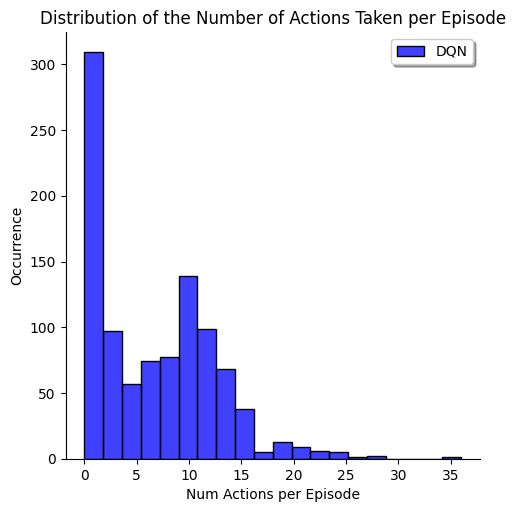 Distribution of the Number of Actions Taken per Episode
DQN
300
250
200
150
100
50
0
Occurrence
0 5 10 15 20 25 30 35
Num Actions per Episode